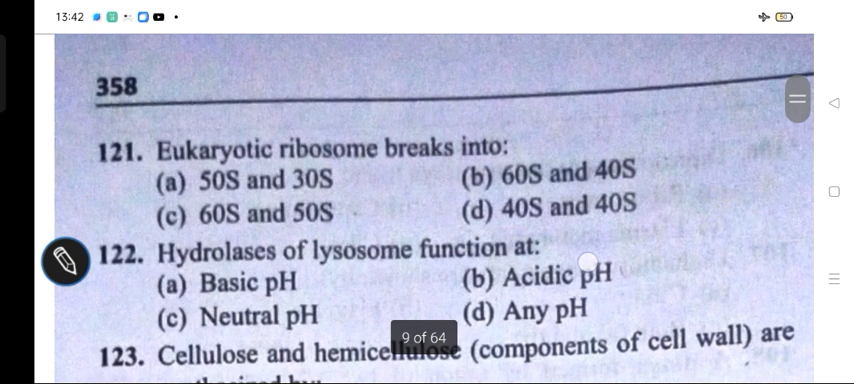 13:42
50
358
121. Eukaryotic ribosome breaks into:
(a) 50S and 30S (b) 60S and 40S
(c) 60S and 50S (d) 40S and 40S
122. Hydrolases of lysosome function at:
(a) Basic pH (b) Acidic pH
(c) Neutral pH (d) Any pH
9 of 64
123. Cellulose and hemicellulose (components of cell wall) are